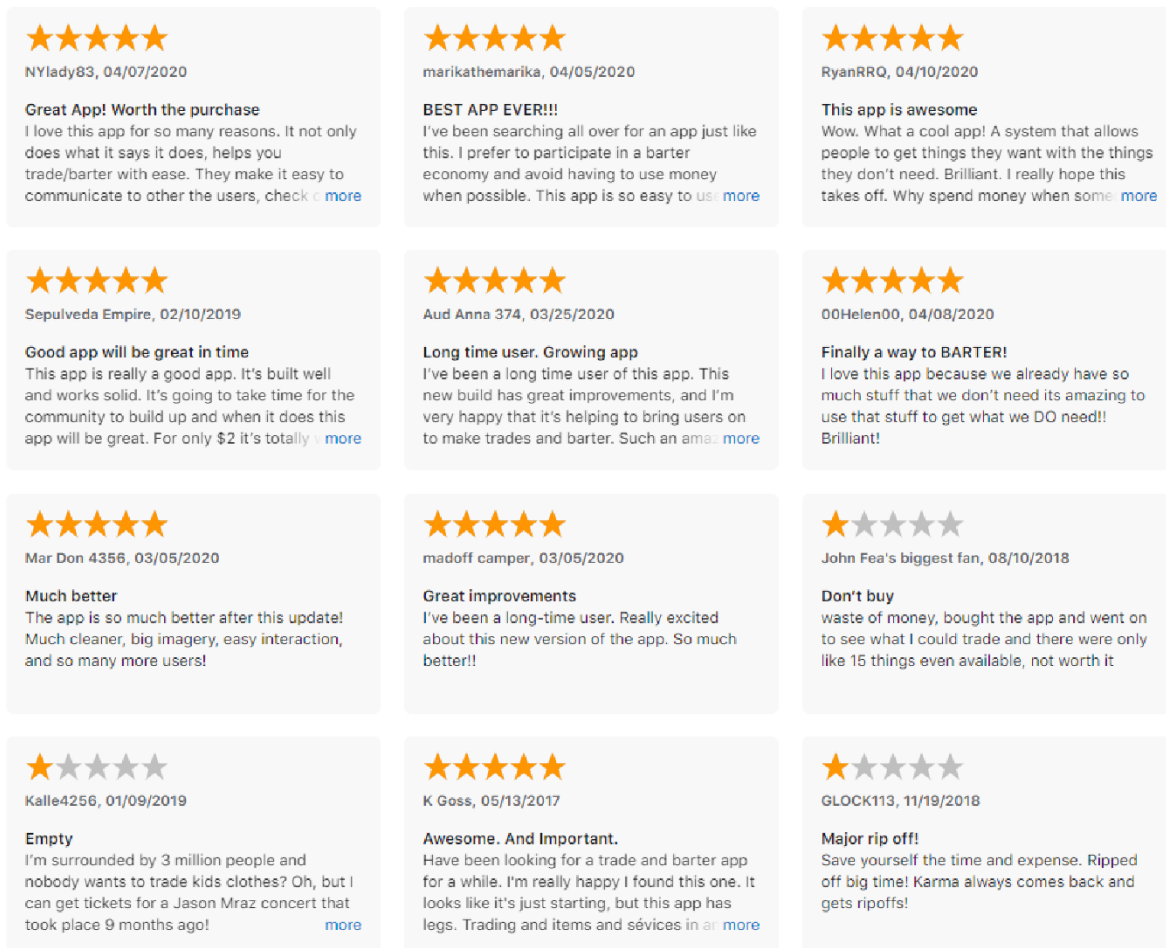 NYlady83, 04/07/2020
Great App! Worth the purchase
I love this app for so many reasons. It not only
does what it says it does, helps you
trade/barter with ease. They make it easy to
communicate to other the users, check more
marikathemarika, 04/05/2020
BEST APP EVER!!!
I've been searching all over for an app just like
this. I prefer to participate in a barter
economy and avoid having to use money
when possible. This app is so easy to use more
RyanRRQ, 04/10/2020
This app is awesome
Wow. What a cool app! A system that allows
people to get things they want with the things
they don't need. Brilliant. I really hope this
takes off. Why spend money when some more
Sepulveda Empire, 02/10/2019
Good app will be great in time
This app is really a good app. It's built well
and works solid. It's going to take time for the
community to build up and when it does this
app will be great. For only $2 it's totally more
Aud Anna 374, 03/25/2020
Long time user. Growing app
I've been a long time user of this app. This
new build has great improvements, and I'm
very happy that it's helping to bring users on
to make trades and barter. Such an amaz more
00Helen00, 04/08/2020
Finally a way to BARTER!
I love this app because we already have so
much stuff that we don't need its amazing to
use that stuff to get what we DO need!!
Brilliant!
Mar Don 4356, 03/05/2020
Much better
The app is so much better after this update!
Much cleaner, big imagery, easy interaction,
and so many more users!
madoff camper, 03/05/2020
Great improvements
I've been a long-time user. Really excited
about this new version of the app. So much
better!!
John Fea's biggest fan, 08/10/2018
Don't buy
waste of money, bought the app and went on
to see what I could trade and there were only
like 15 things even available, not worth it
Kalle4256, 01/09/2019
Empty
I'm surrounded by 3 million people and
nobody wants to trade kids clothes? Oh, but I
can get tickets for a Jason Mraz concert that
took place 9 months ago! more
K Goss, 05/13/2017
Awesome. And Important.
Have been looking for a trade and barter app
for a while. I'm really happy I found this one. It
looks like it's just starting, but this app has
legs. Trading and items and sévices in more
GLOCK113, 11/19/2018
Major rip off!
Save yourself the time and expense. Ripped
off big time! Karma always comes back and
gets ripoffs!